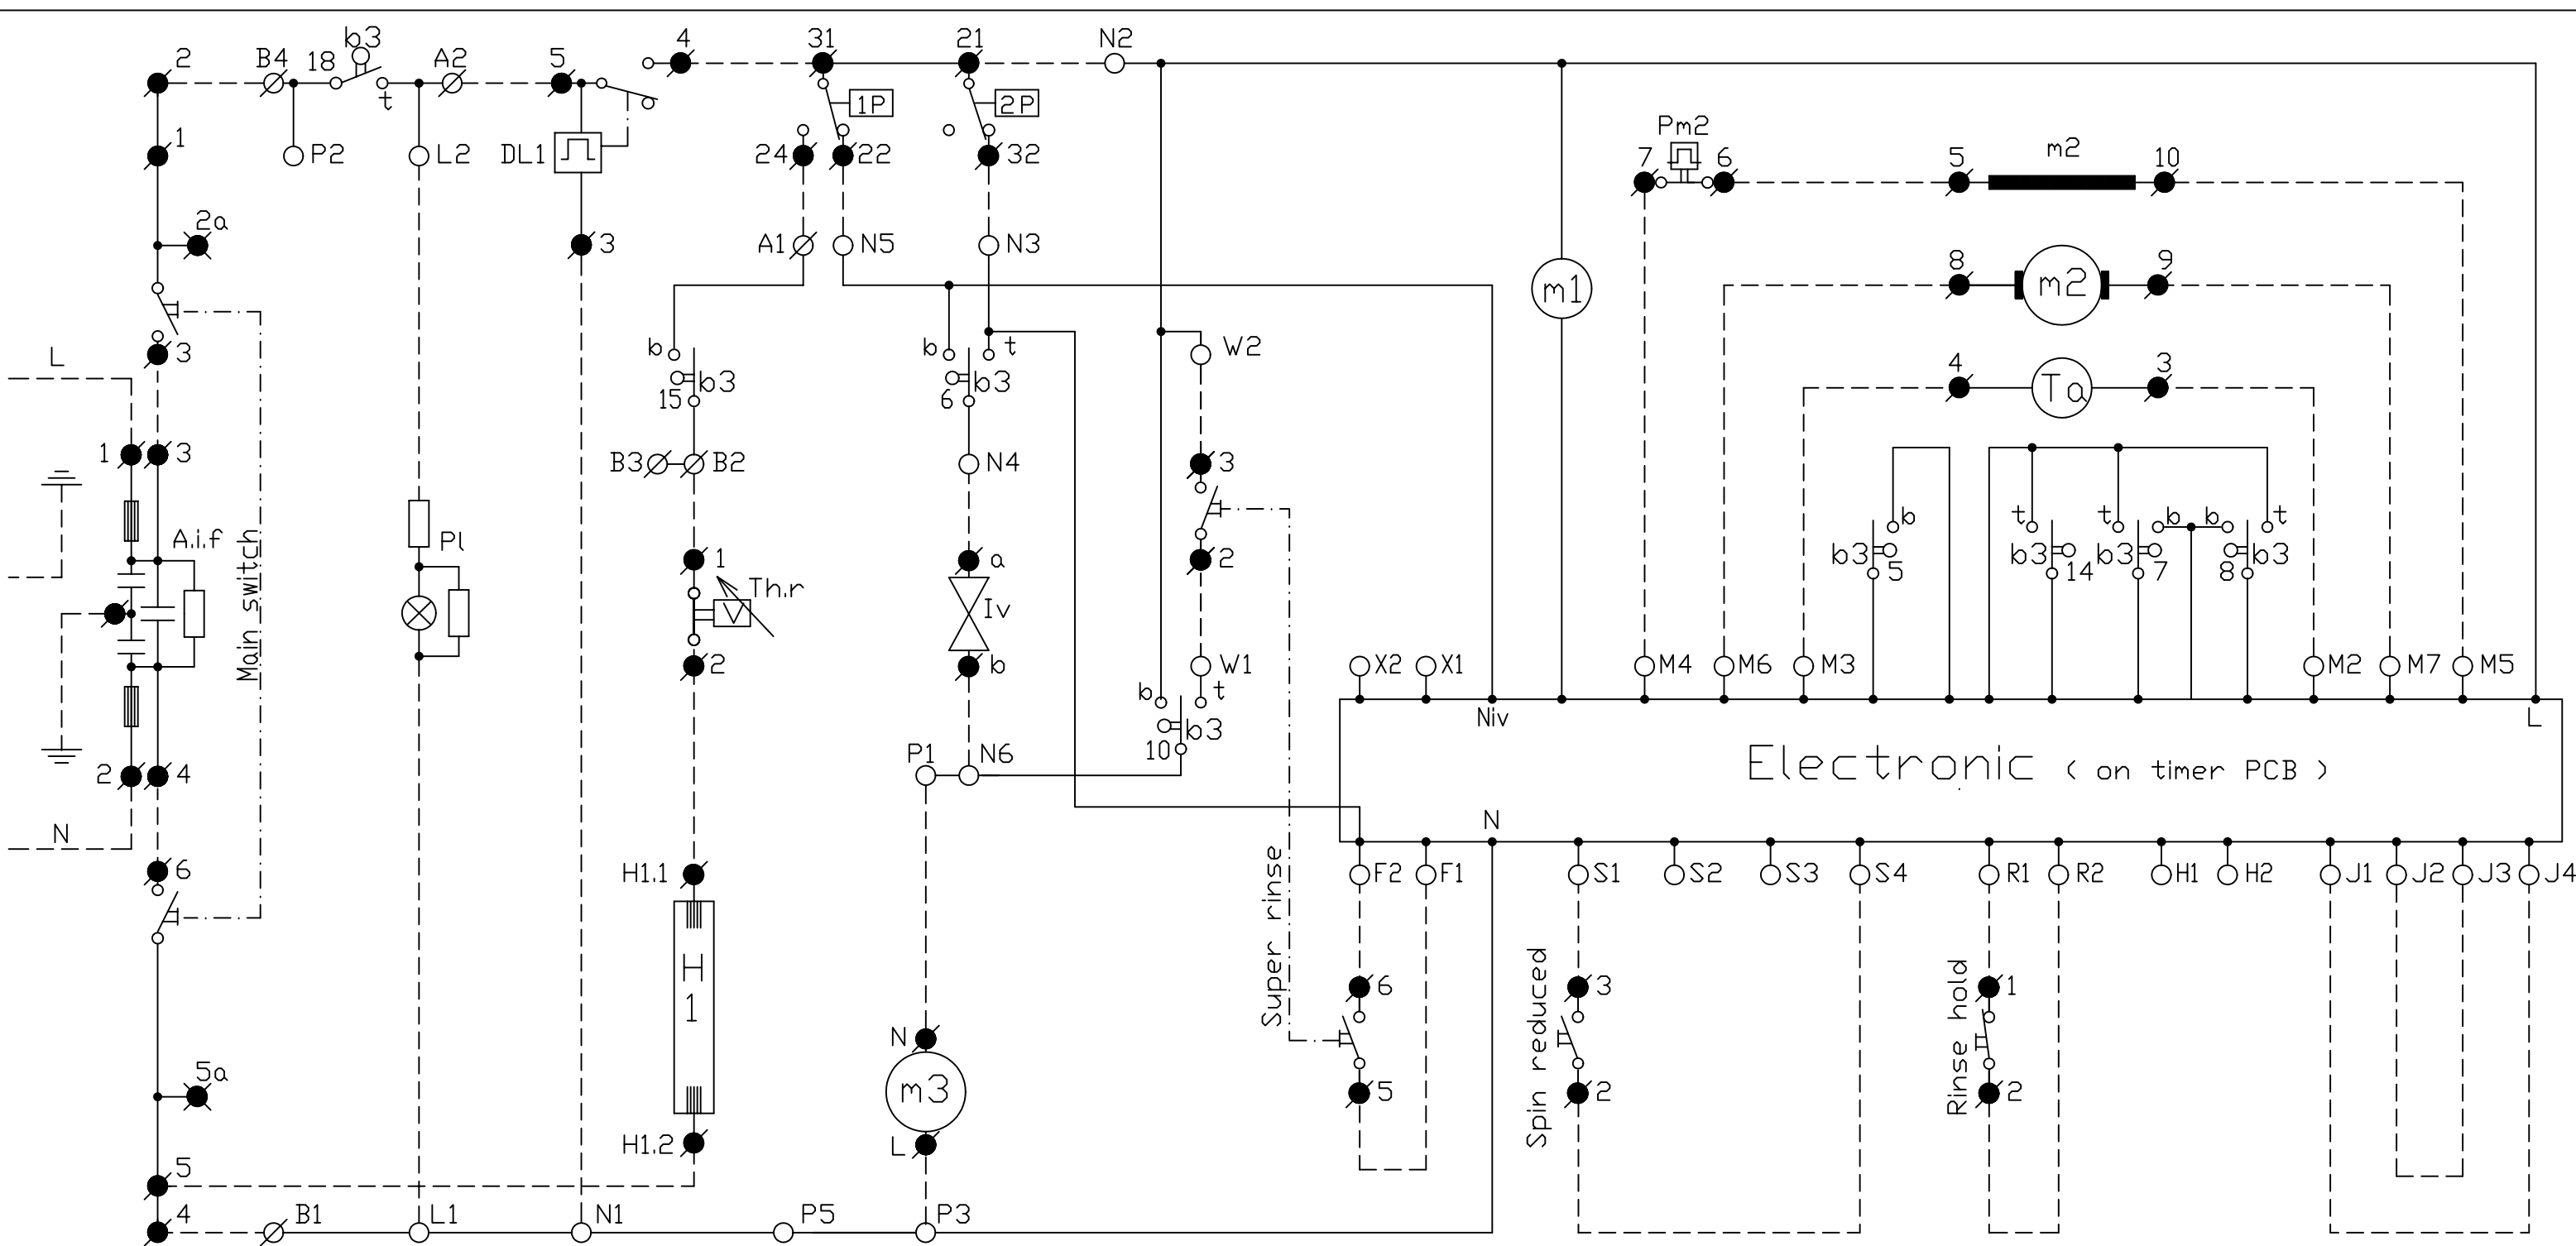 2
B4
18
b3
t
A2
5
4
31
21
N2
1
P2
L2
DL1
1P
2P
24
22
32
Pm2
7
6
5
m2
10
2a
3
A1
N5
N3
m1
8
m2
9
L
3
b
b3
15
b
t
b3
6
W2
4
Ta
3
1
3
B3
B2
N4
3
b
b3
5
t
b3
14
t
b3
7
b
b
b3
8
t
A.i.f
Main switch
Pl
1
Th.r
2
a
Iv
b
2
W1
b
t
b3
10
X2
X1
M4
M6
M3
M2
M7
M5
Niv
L
2
4
P1
N6
Electronic ( on timer PCB )
N
N
6
H1.1
F2
F1
S1
S2
S3
S4
R1
R2
H1
H2
J1
J2
J3
J4
H
1
Super rinse
6
5
Spin reduced
3
2
Rinse hold
1
2
5a
N
m3
L
H1.2
5
4
B1
L1
N1
P5
P3